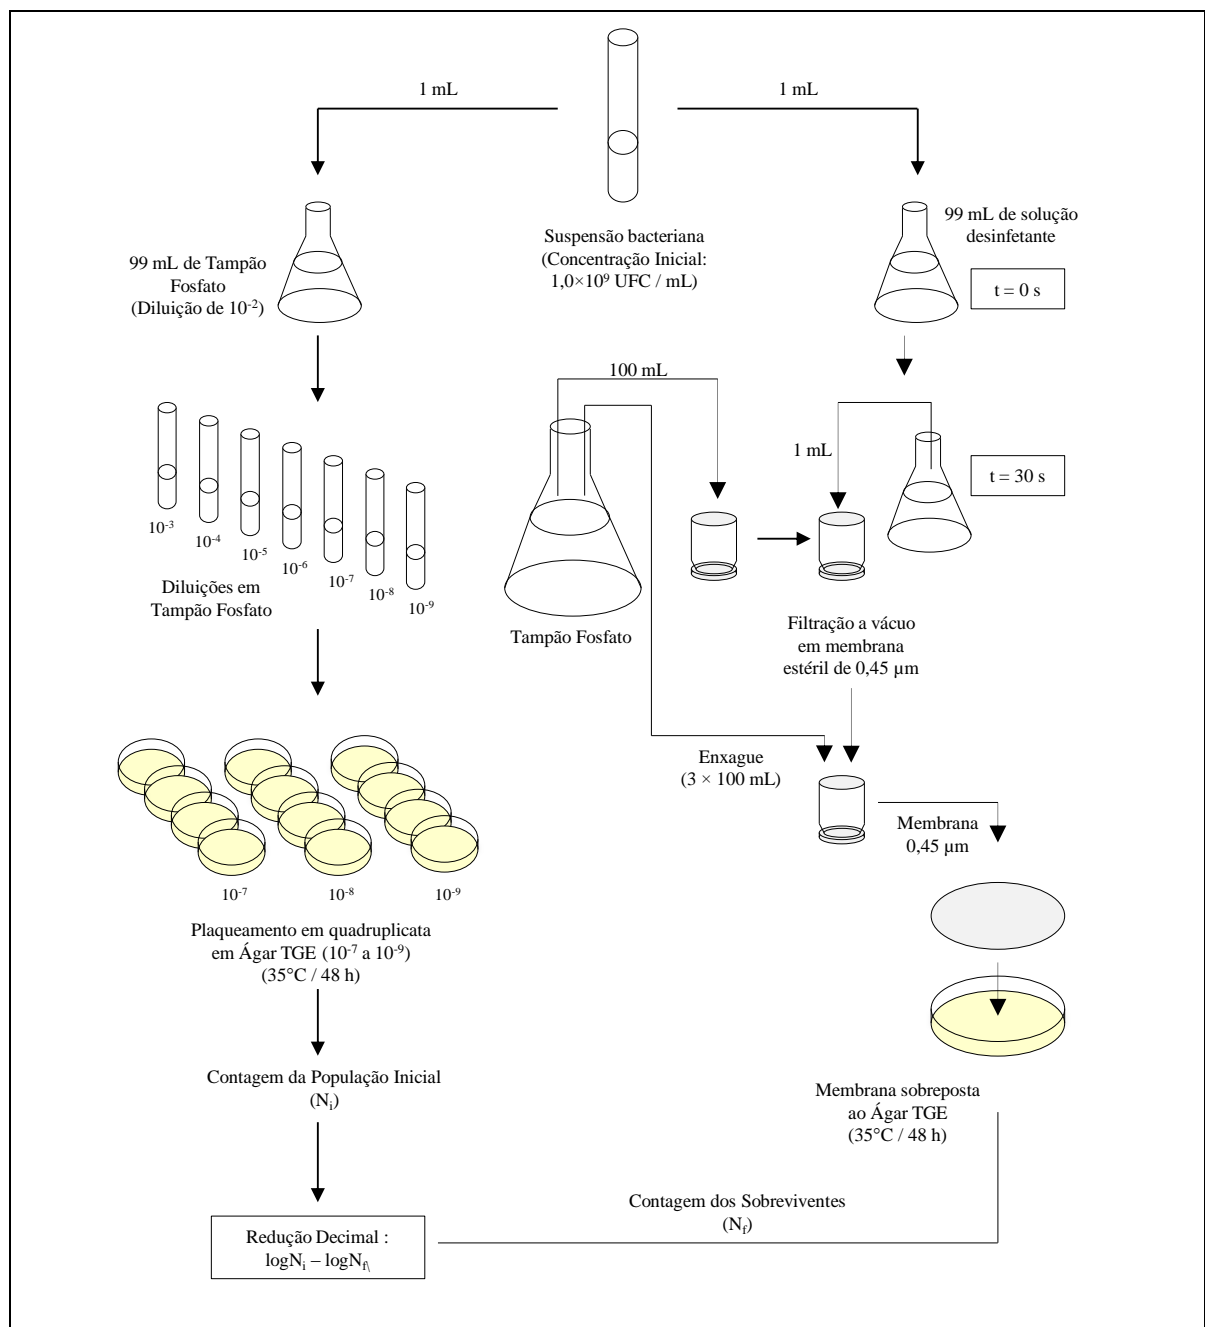 1 mL
1 mL
Suspensão bacteriana
(Concentração Inicial:
1,0×10⁹ UFC / mL)
99 mL de Tampão
Fosfato
(Diluição de 10⁻²)
99 mL de solução
desinfetante
t = 0 s
100 mL
1 mL
t = 30 s
10⁻³
10⁻⁴
10⁻⁵
10⁻⁶
10⁻⁷
10⁻⁸
10⁻⁹
Diluições em
Tampão Fosfato
Tampão Fosfato
Filtração a vácuo
em membrana
estéril de 0,45 µm
Enxague
(3 × 100 mL)
Membrana
0,45 µm
10⁻⁷
10⁻⁸
10⁻⁹
Plaqueamento em quadruplicata
em Ágar TGE (10⁻⁷ a 10⁻⁹)
(35°C / 48 h)
Contagem da População Inicial
(Nᵢ)
Membrana sobreposta
ao Ágar TGE
(35°C / 48 h)
Contagem dos Sobreviventes
(N_f)
Redução Decimal :
logNᵢ – logN_f\